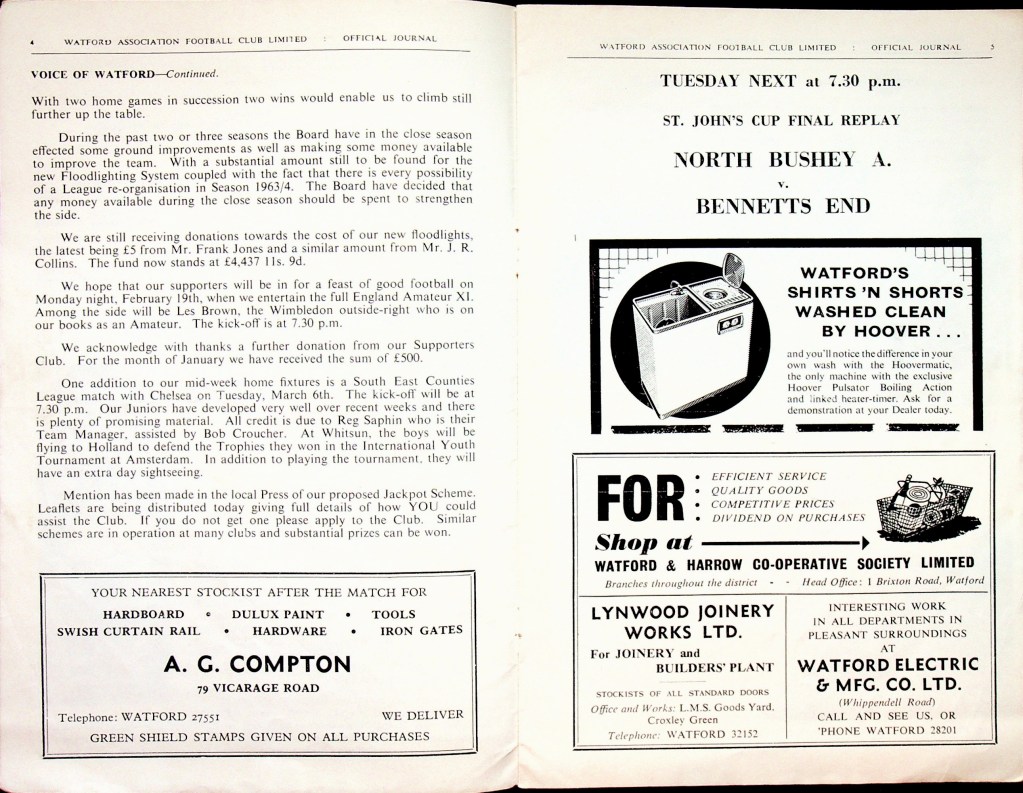 4 WATFORD ASSOCIATION FOOTBALL CLUB LIMITED : OFFICIAL JOURNAL
VOICE OF WATFORD—Continued.
With two home games in succession two wins would enable us to climb still
further up the table.
During the past two or three seasons the Board have in the close season
effected some ground improvements as well as making some money available
to improve the team. With a substantial amount still to be found for the
new Floodlighting System coupled with the fact that there is every possibility
of a League re-organisation in Season 1963/4. The Board have decided that
any money available during the close season should be spent to strengthen
the side.
We are still receiving donations towards the cost of our new floodlights,
the latest being £5 from Mr. Frank Jones and a similar amount from Mr. J. R.
Collins. The fund now stands at £4,437 11s. 9d.
We hope that our supporters will be in for a feast of good football on
Monday night, February 19th, when we entertain the full England Amateur XI.
Among the side will be Les Brown, the Wimbledon outside-right who is on
our books as an Amateur. The kick-off is at 7.30 p.m.
We acknowledge with thanks a further donation from our Supporters
Club. For the month of January we have received the sum of £500.
One addition to our mid-week home fixtures is a South East Counties
League match with Chelsea on Tuesday, March 6th. The kick-off will be at
7.30 p.m. Our Juniors have developed very well over recent weeks and there
is plenty of promising material. All credit is due to Reg Saphin who is their
Team Manager, assisted by Bob Croucher. At Whitsun, the boys will be
flying to Holland to defend the Trophies they won in the International Youth
Tournament at Amsterdam. In addition to playing the tournament, they will
have an extra day sightseeing.
Mention has been made in the local Press of our proposed Jackpot Scheme.
Leaflets are being distributed today giving full details of how YOU could
assist the Club. If you do not get one please apply to the Club. Similar
schemes are in operation at many clubs and substantial prizes can be won.
YOUR NEAREST STOCKIST AFTER THE MATCH FOR
HARDBOARD • DULUX PAINT • TOOLS
SWISH CURTAIN RAIL • HARDWARE • IRON GATES
A. G. COMPTON
79 VICARAGE ROAD
Telephone: WATFORD 27551 WE DELIVER
GREEN SHIELD STAMPS GIVEN ON ALL PURCHASES
WATFORD ASSOCIATION FOOTBALL CLUB LIMITED : OFFICIAL JOURNAL 5
TUESDAY NEXT at 7.30 p.m.
ST. JOHN'S CUP FINAL REPLAY
NORTH BUSHEY A.
v.
BENNETTS END
WATFORD'S
SHIRTS 'N SHORTS
WASHED CLEAN
BY HOOVER . . .
and you'll notice the difference in your
own wash with the Hoovermatic,
the only machine with the exclusive
Hoover Pulsator Boiling Action
and linked heater-timer. Ask for a
demonstration at your Dealer today.
FOR : EFFICIENT SERVICE
: QUALITY GOODS
: COMPETITIVE PRICES
: DIVIDEND ON PURCHASES
Shop at
WATFORD & HARROW CO-OPERATIVE SOCIETY LIMITED
Branches throughout the district - - Head Office: 1 Brixton Road, Watford
LYNWOOD JOINERY
WORKS LTD.
For JOINERY and
BUILDERS' PLANT
STOCKISTS OF ALL STANDARD DOORS
Office and Works: L.M.S. Goods Yard,
Croxley Green
Telephone: WATFORD 32152
INTERESTING WORK
IN ALL DEPARTMENTS IN
PLEASANT SURROUNDINGS
AT
WATFORD ELECTRIC
& MFG. CO. LTD.
(Whippendell Road)
CALL AND SEE US, OR
'PHONE WATFORD 28201